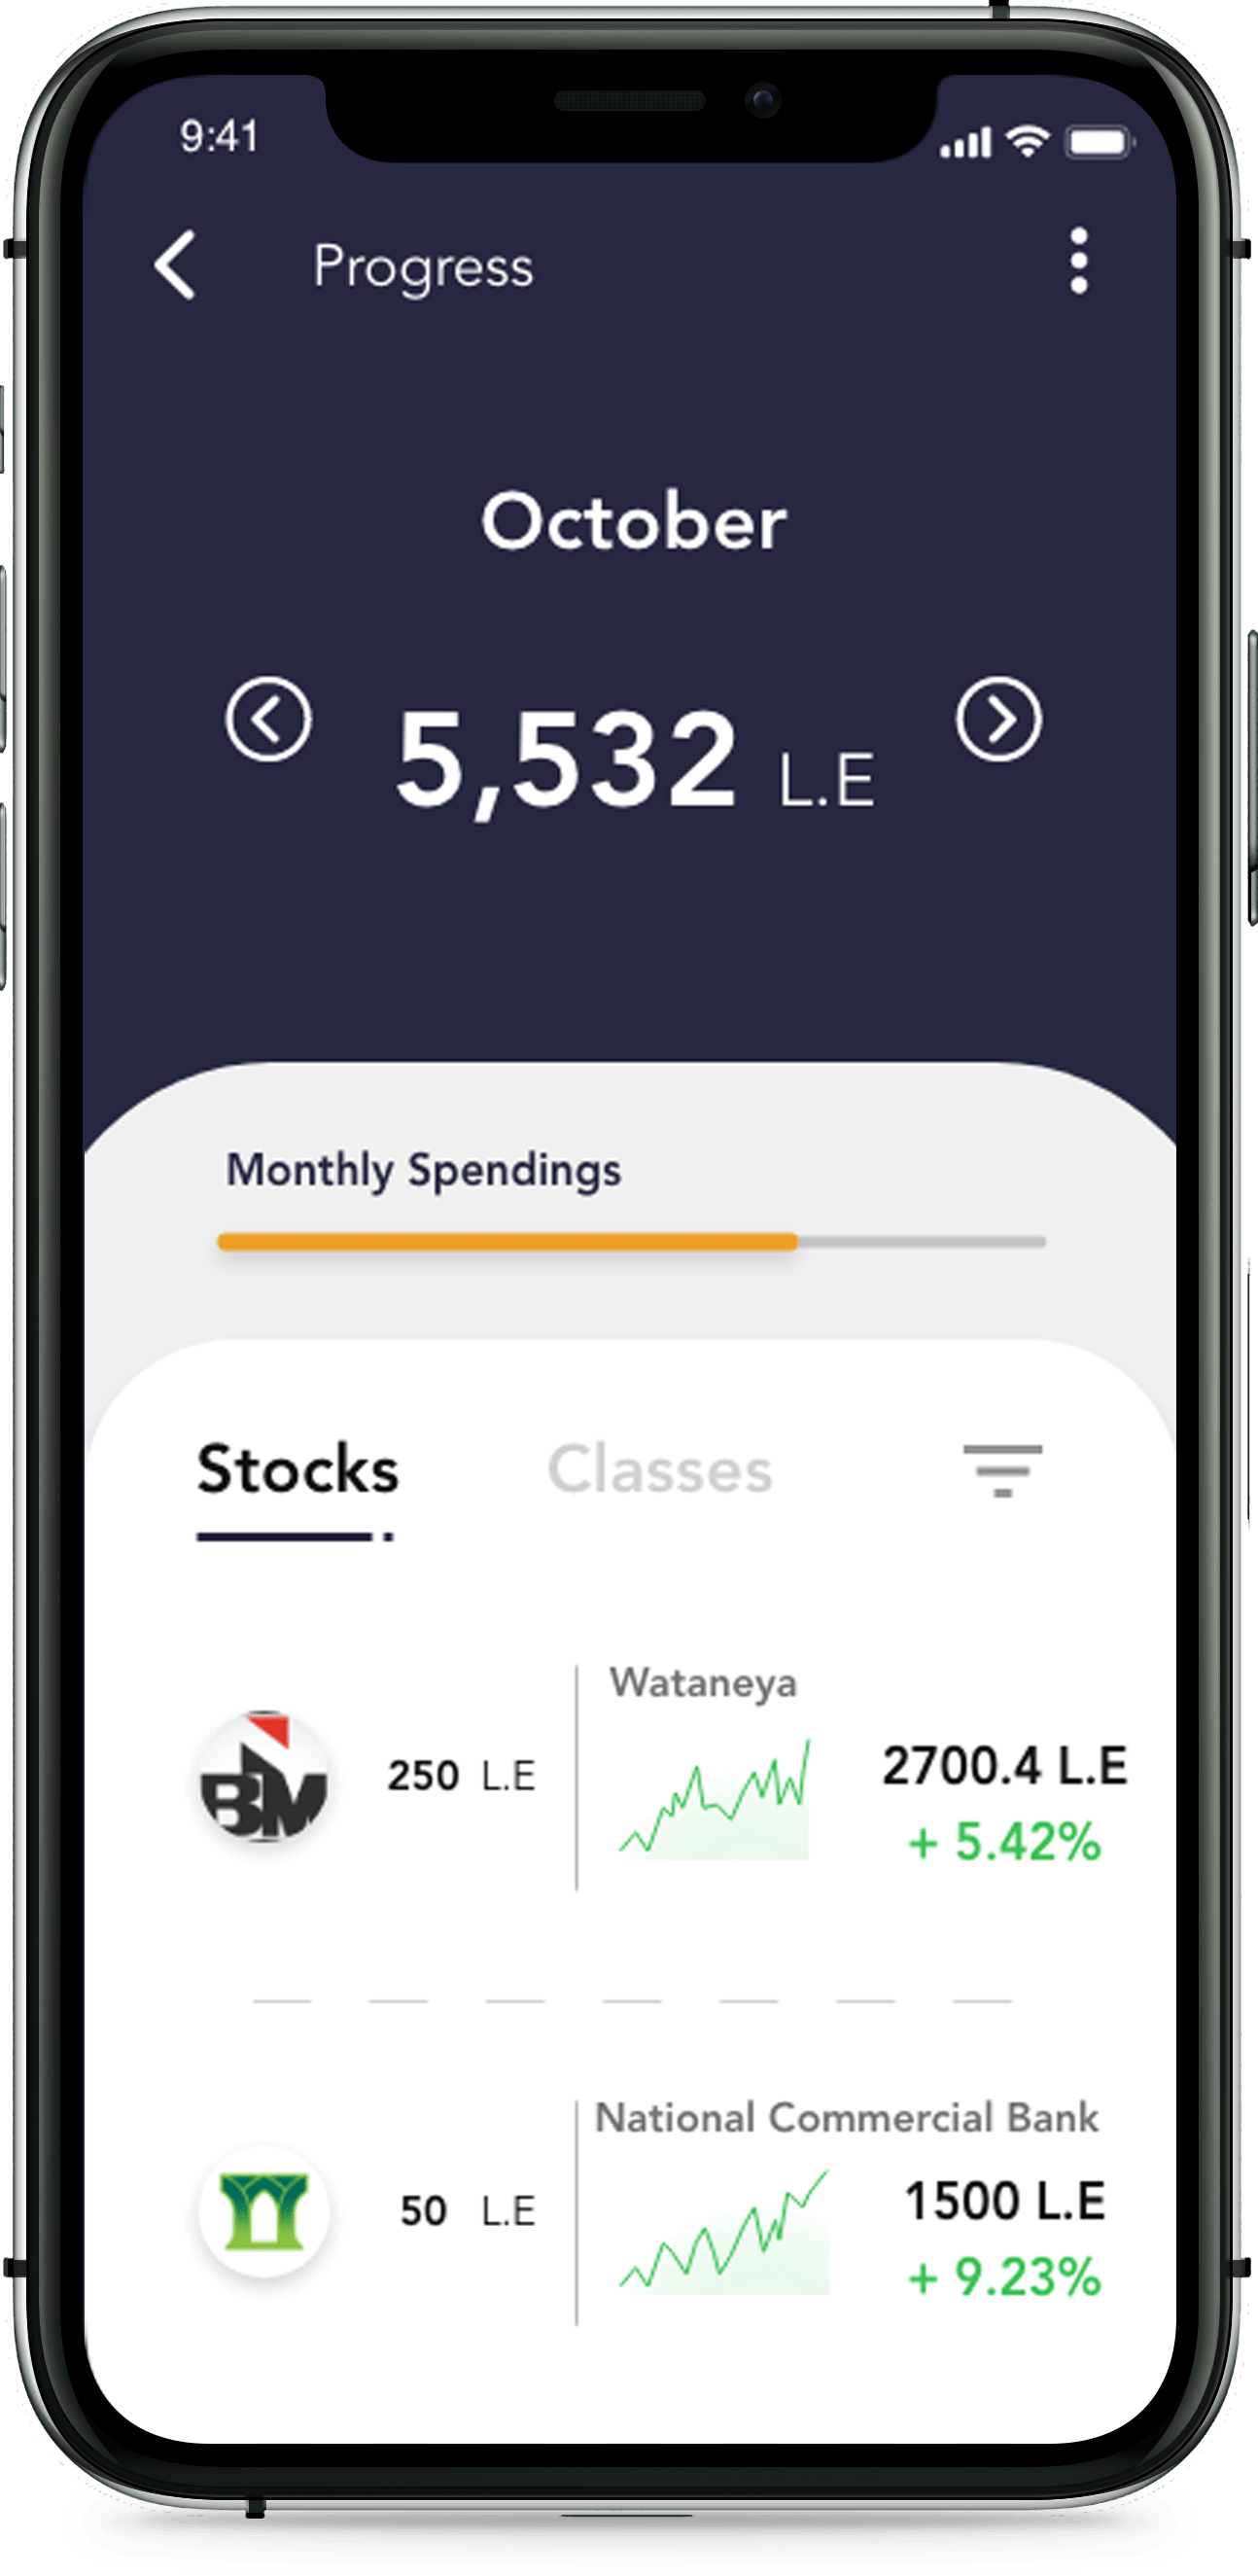 9:41
Progress
October
5,532 L.E
Monthly Spendings
Stocks Classes
Wataneya
BM 250 L.E 2700.4 L.E
+ 5.42%
National Commercial Bank
50 L.E 1500 L.E
+ 9.23%